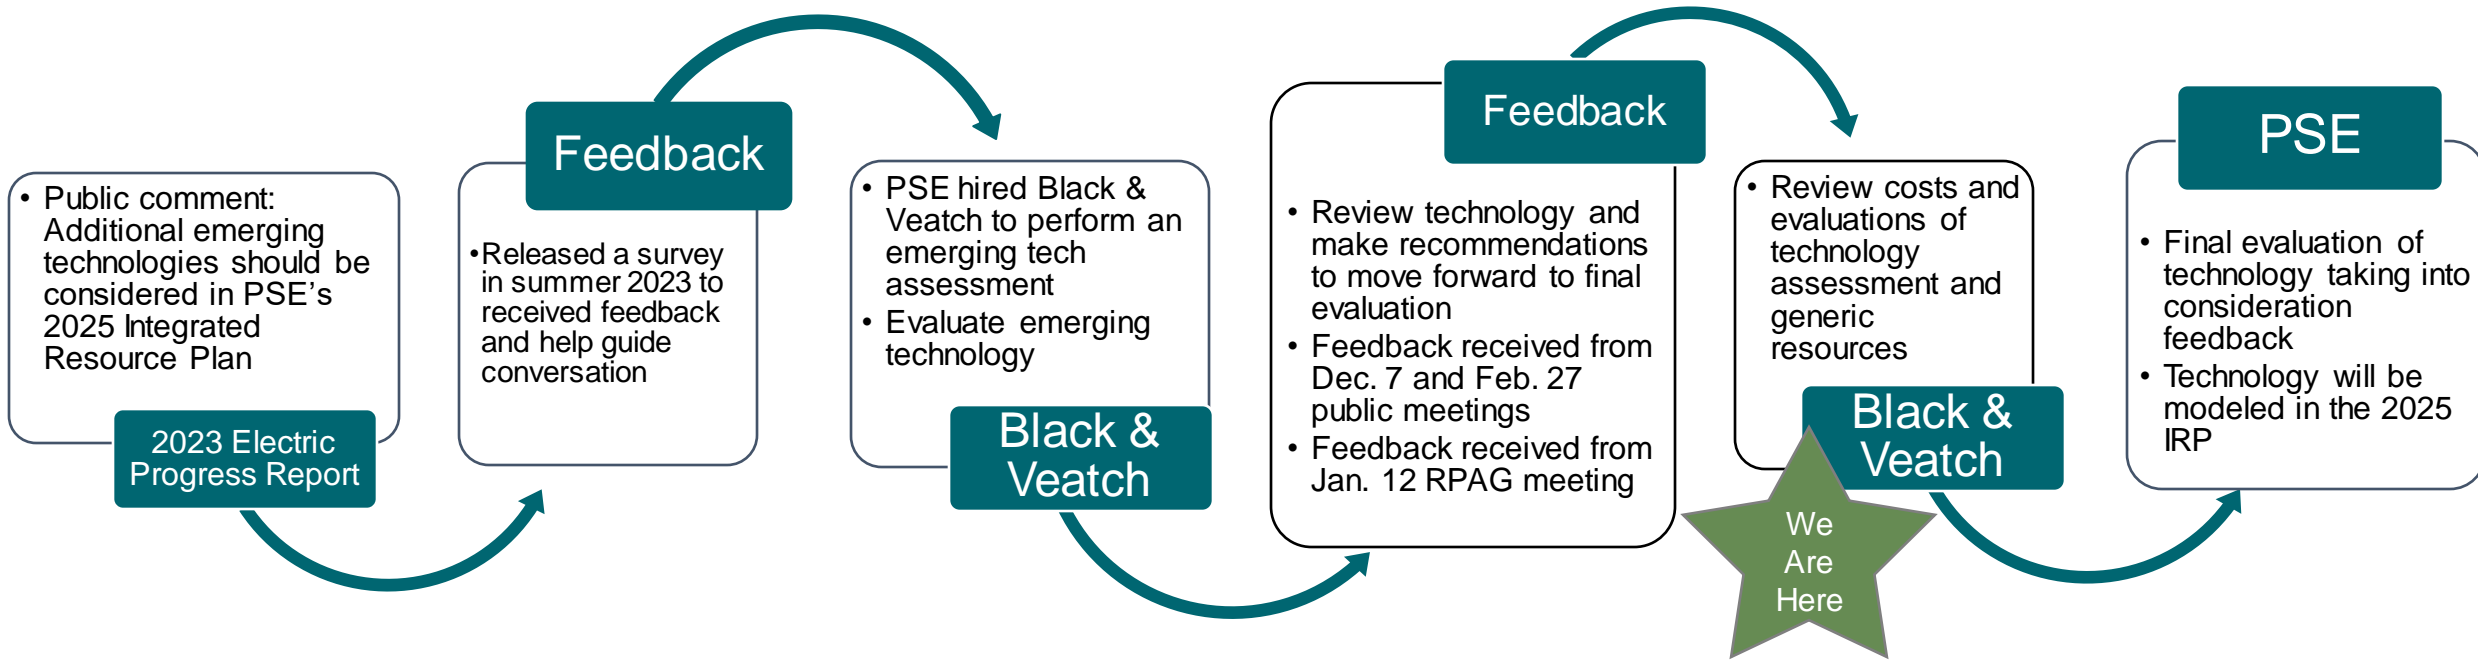 • Public comment:
Additional emerging
technologies should be
considered in PSE’s
2025 Integrated
Resource Plan
2023 Electric
Progress Report
Feedback
•Released a survey
in summer 2023 to
received feedback
and help guide
conversation
• PSE hired Black &
Veatch to perform an
emerging tech
assessment
• Evaluate emerging
technology
Black &
Veatch
Feedback
• Review technology and
make recommendations
to move forward to final
evaluation
• Feedback received from
Dec. 7 and Feb. 27
public meetings
• Feedback received from
Jan. 12 RPAG meeting
• Review costs and
evaluations of
technology
assessment and
generic
resources
Black &
Veatch
We
Are
Here
PSE
• Final evaluation of
technology taking into
consideration
feedback
• Technology will be
modeled in the 2025
IRP